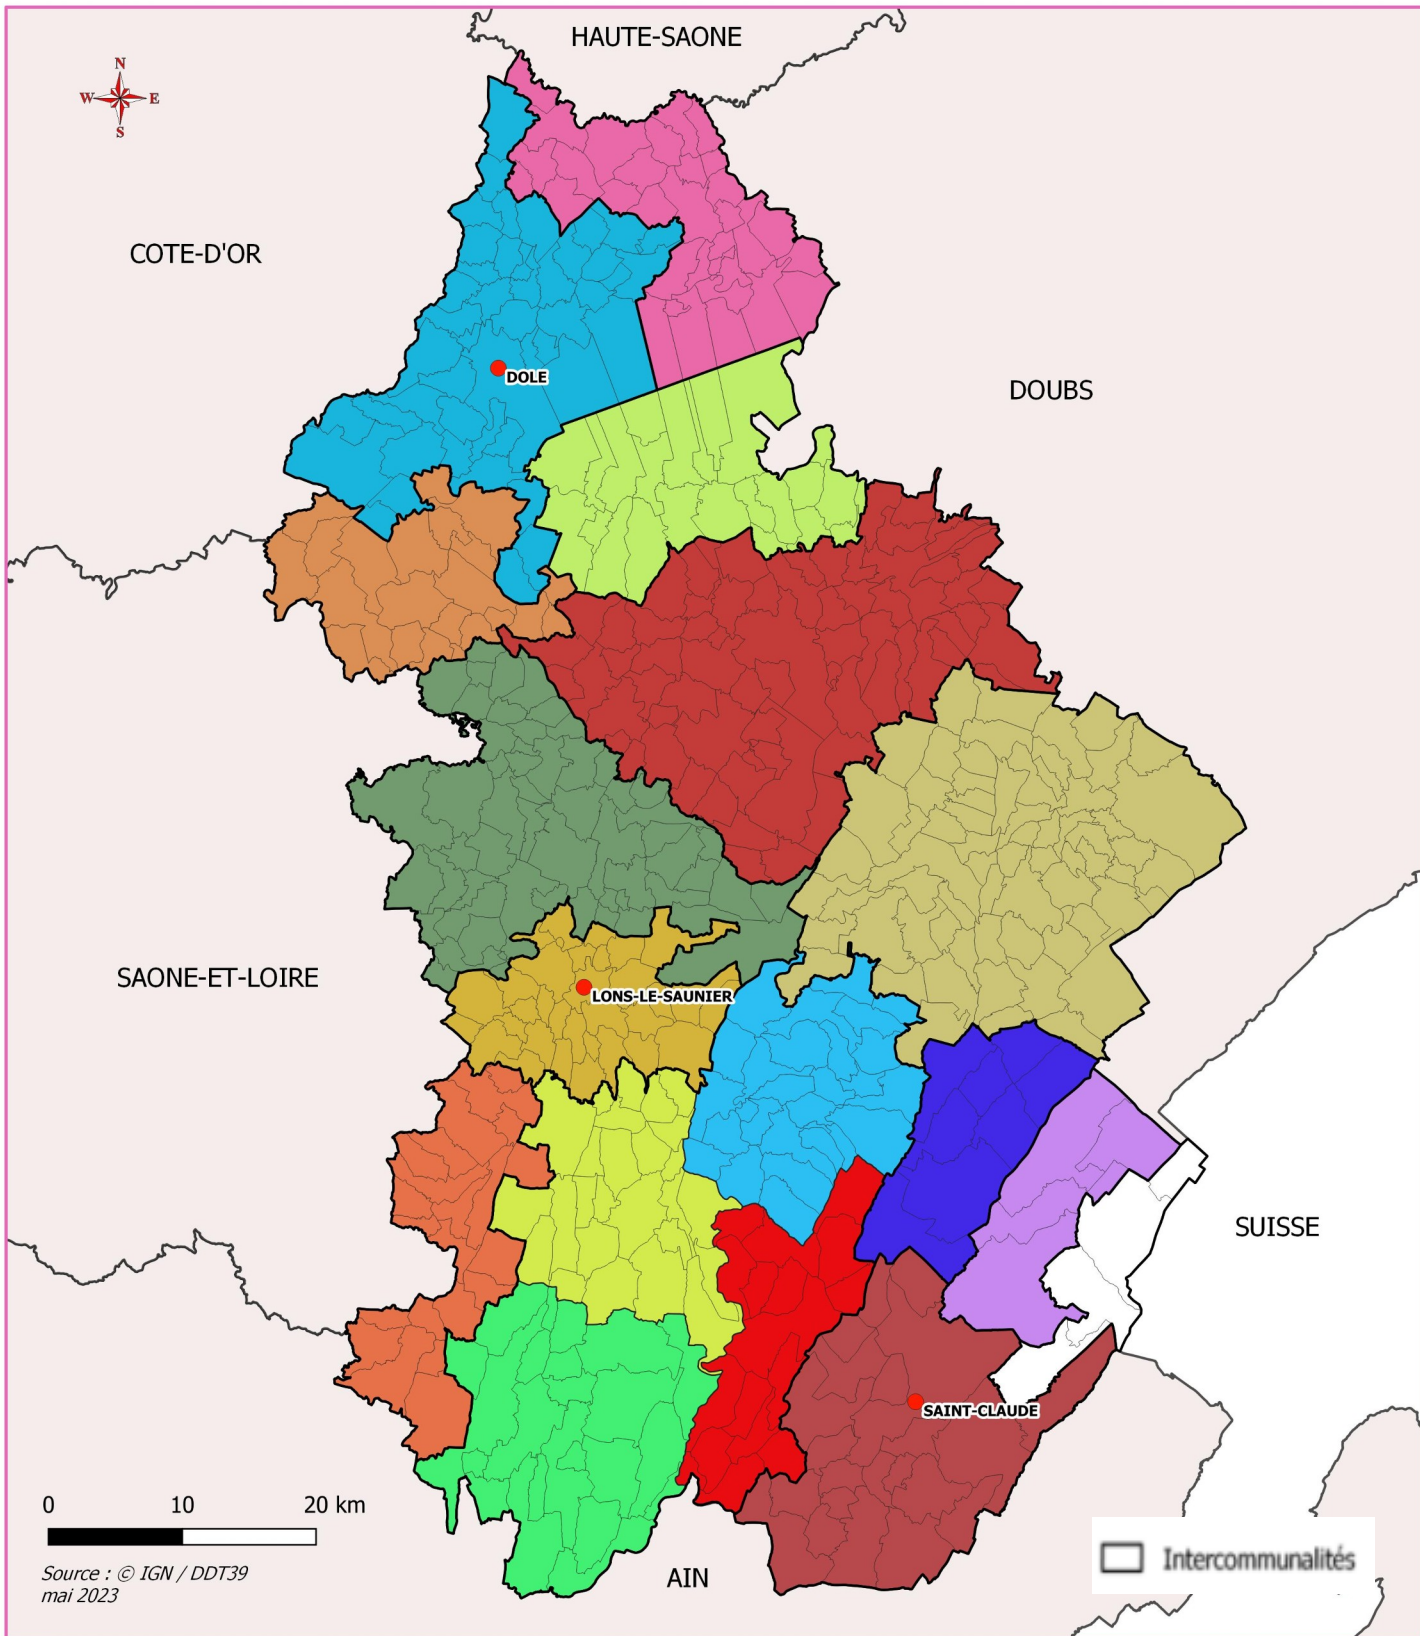 HAUTE-SAONE
N
W E
S
COTE-D'OR
DOLE
DOUBS
SAONE-ET-LOIRE
LONS-LE-SAUNIER
SUISSE
SAINT-CLAUDE
0 10 20 km
Source : © IGN / DDT39
mai 2023
AIN
Intercommunalités